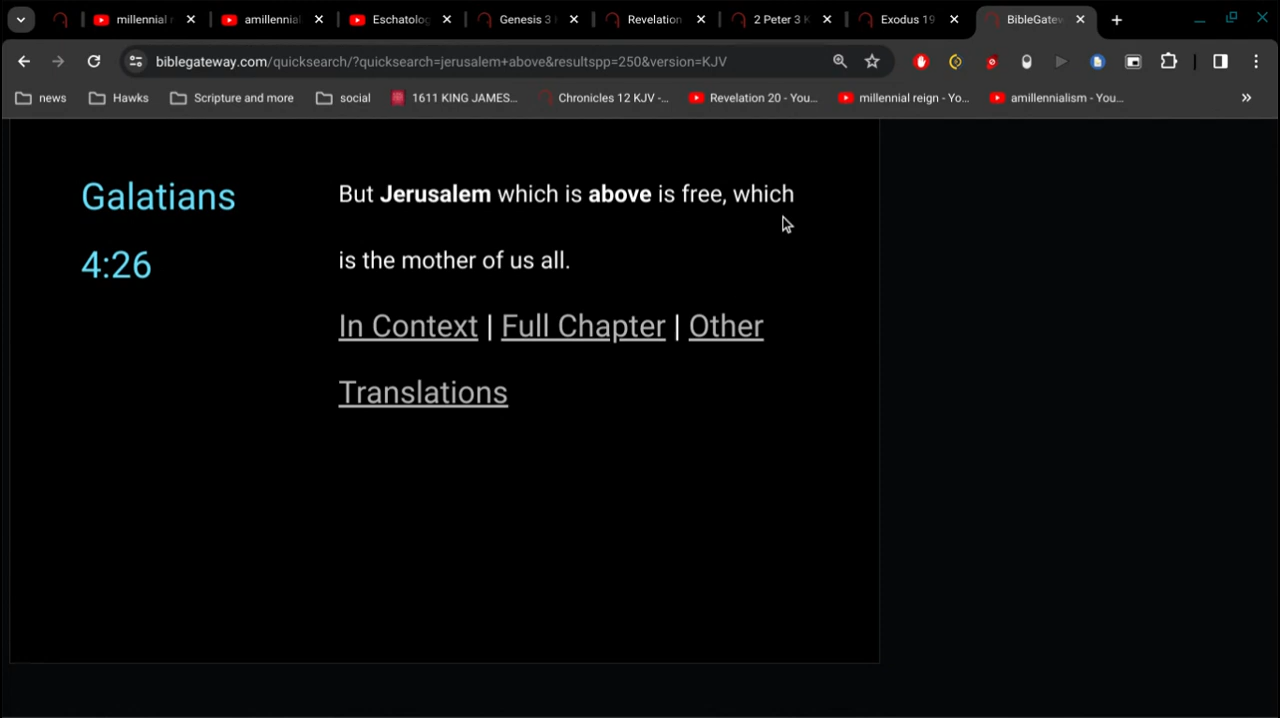 millennial r
amillennial
Eschatolog
Genesis 3
Revelation
2 Peter 3 K
Exodus 19
BibleGatew
biblegateway.com/quicksearch/?quicksearch=jerusalem+above&resultspp=250&version=KJV
news
Hawks
Scripture and more
social
1611 KING JAMES...
Chronicles 12 KJV -...
Revelation 20 - You...
millennial reign - Yo...
amillennialism - You...
Galatians
4:26
But Jerusalem which is above is free, which
is the mother of us all.
In Context | Full Chapter | Other
Translations